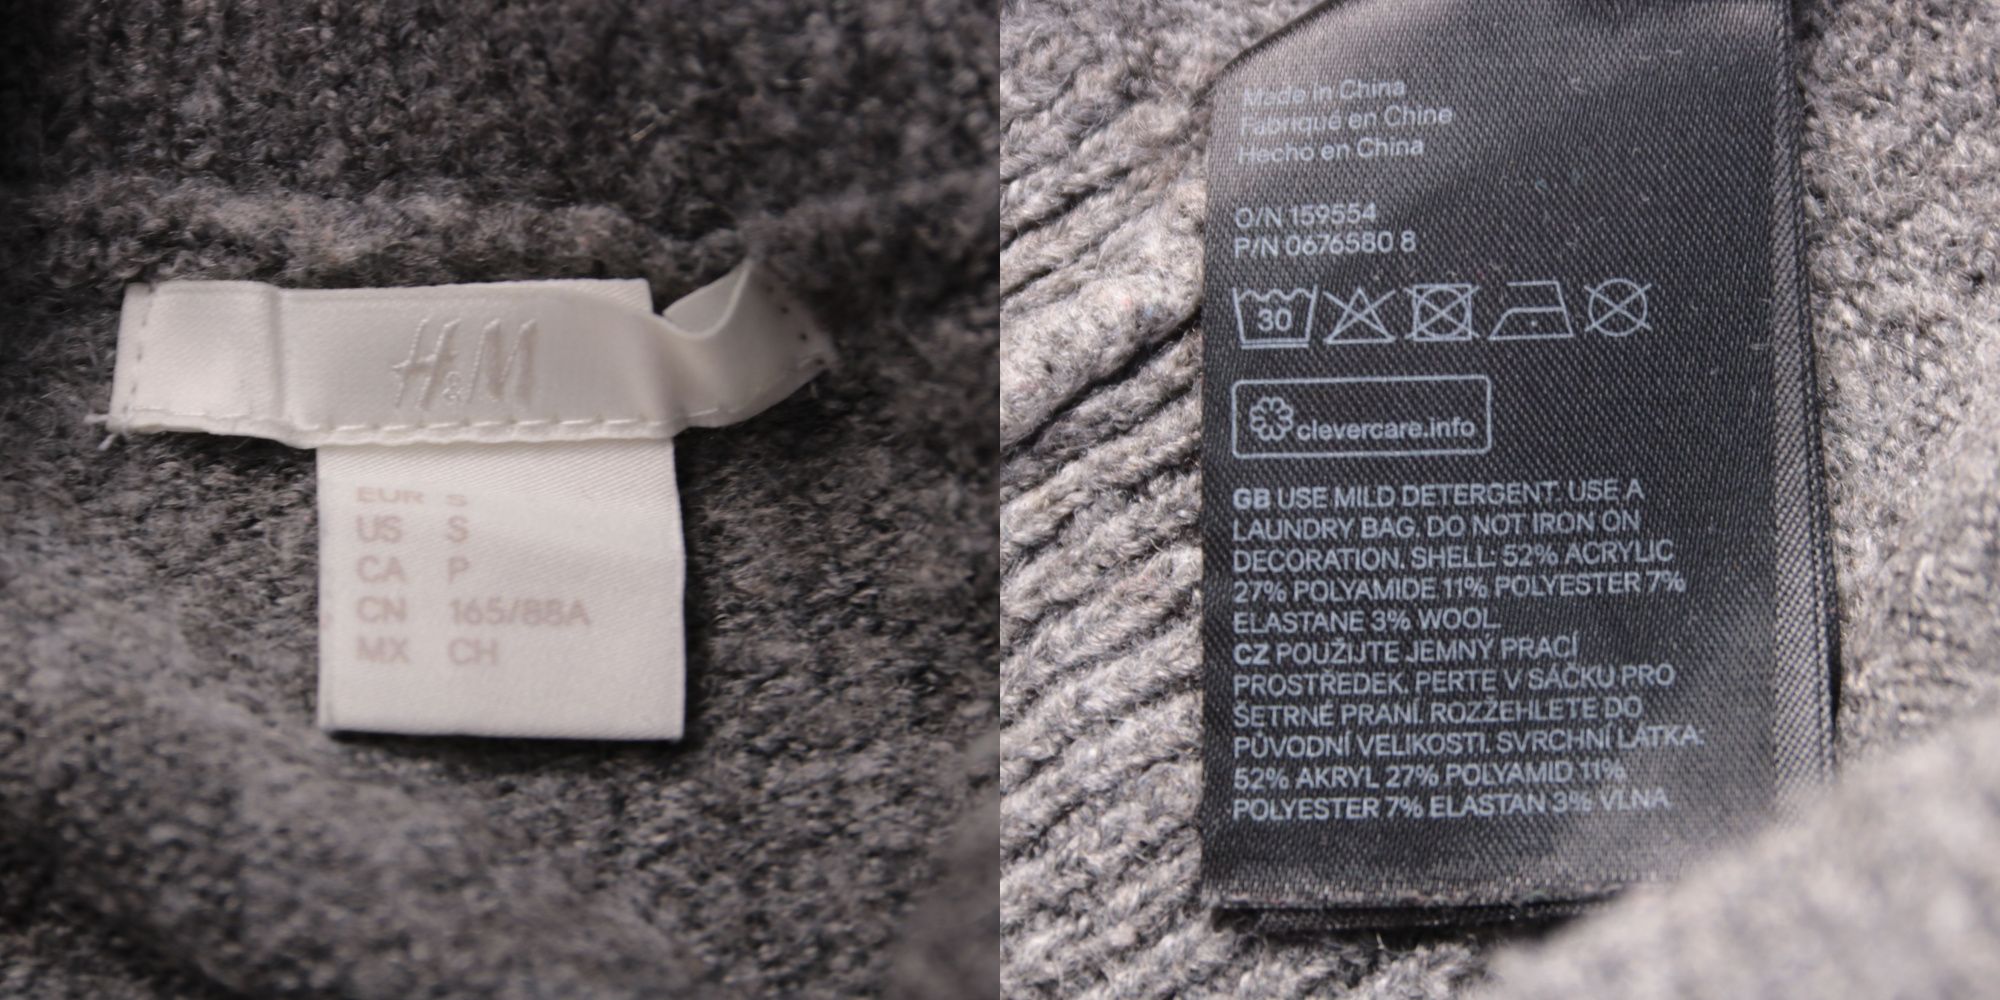 H&M
EUR S
US S
CA P
CN 165/88A
MX CH
Made in China
Fabriqué en Chine
Hecho en China
O/N 159554
P/N 0676580 8
30
clevercare.info
GB USE MILD DETERGENT. USE A
LAUNDRY BAG. DO NOT IRON ON
DECORATION. SHELL: 52% ACRYLIC
27% POLYAMIDE 11% POLYESTER 7%
ELASTANE 3% WOOL.
CZ POUŽIJTE JEMNÝ PRACÍ
PROSTŘEDEK. PERTE V SÁČKU PRO
ŠETRNÉ PRANÍ. ROZŽEHLETE DO
PŮVODNÍ VELIKOSTI. SVRCHNÍ LÁTKA:
52% AKRYL 27% POLYAMID 11%
POLYESTER 7% ELASTAN 3% VLNA